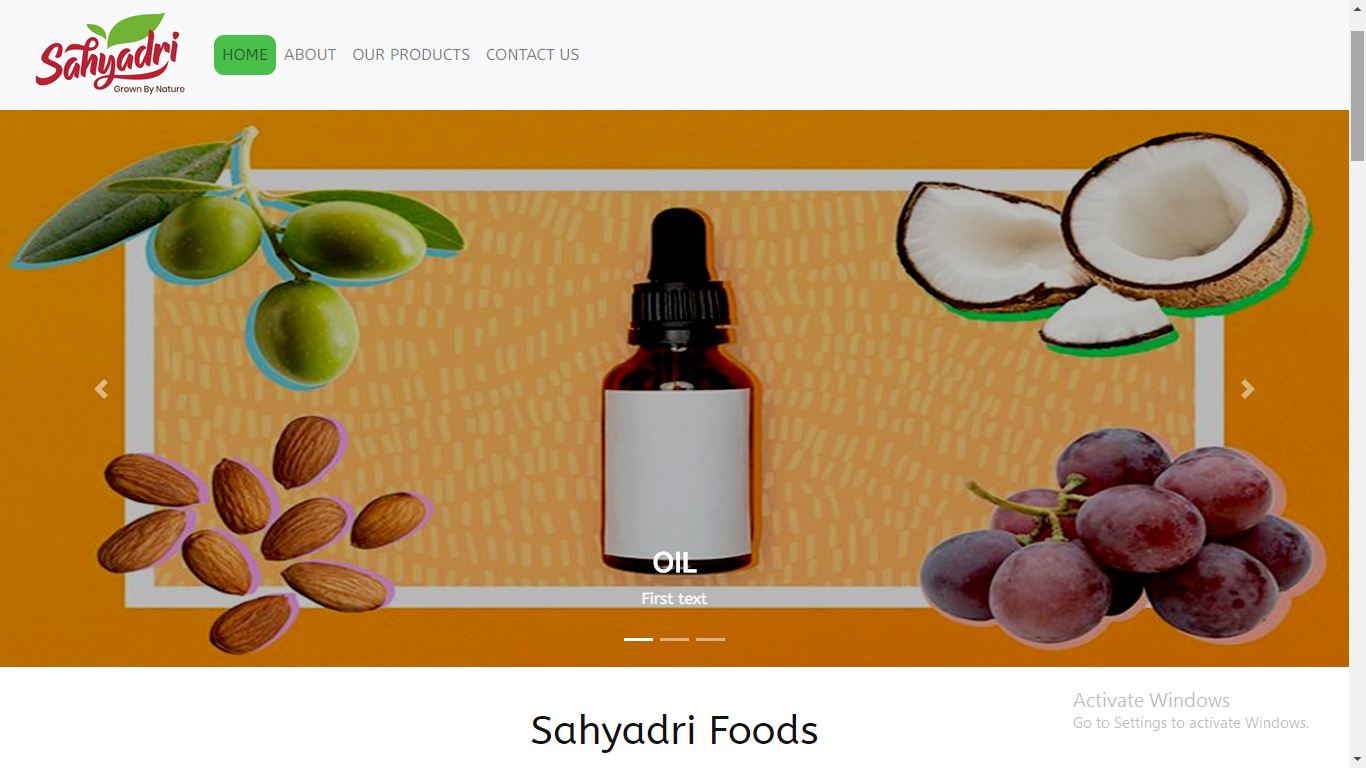 Sahyadri
Grown By Nature
HOME ABOUT OUR PRODUCTS CONTACT US
OIL
First text
Sahyadri Foods
Activate Windows
Go to Settings to activate Windows.